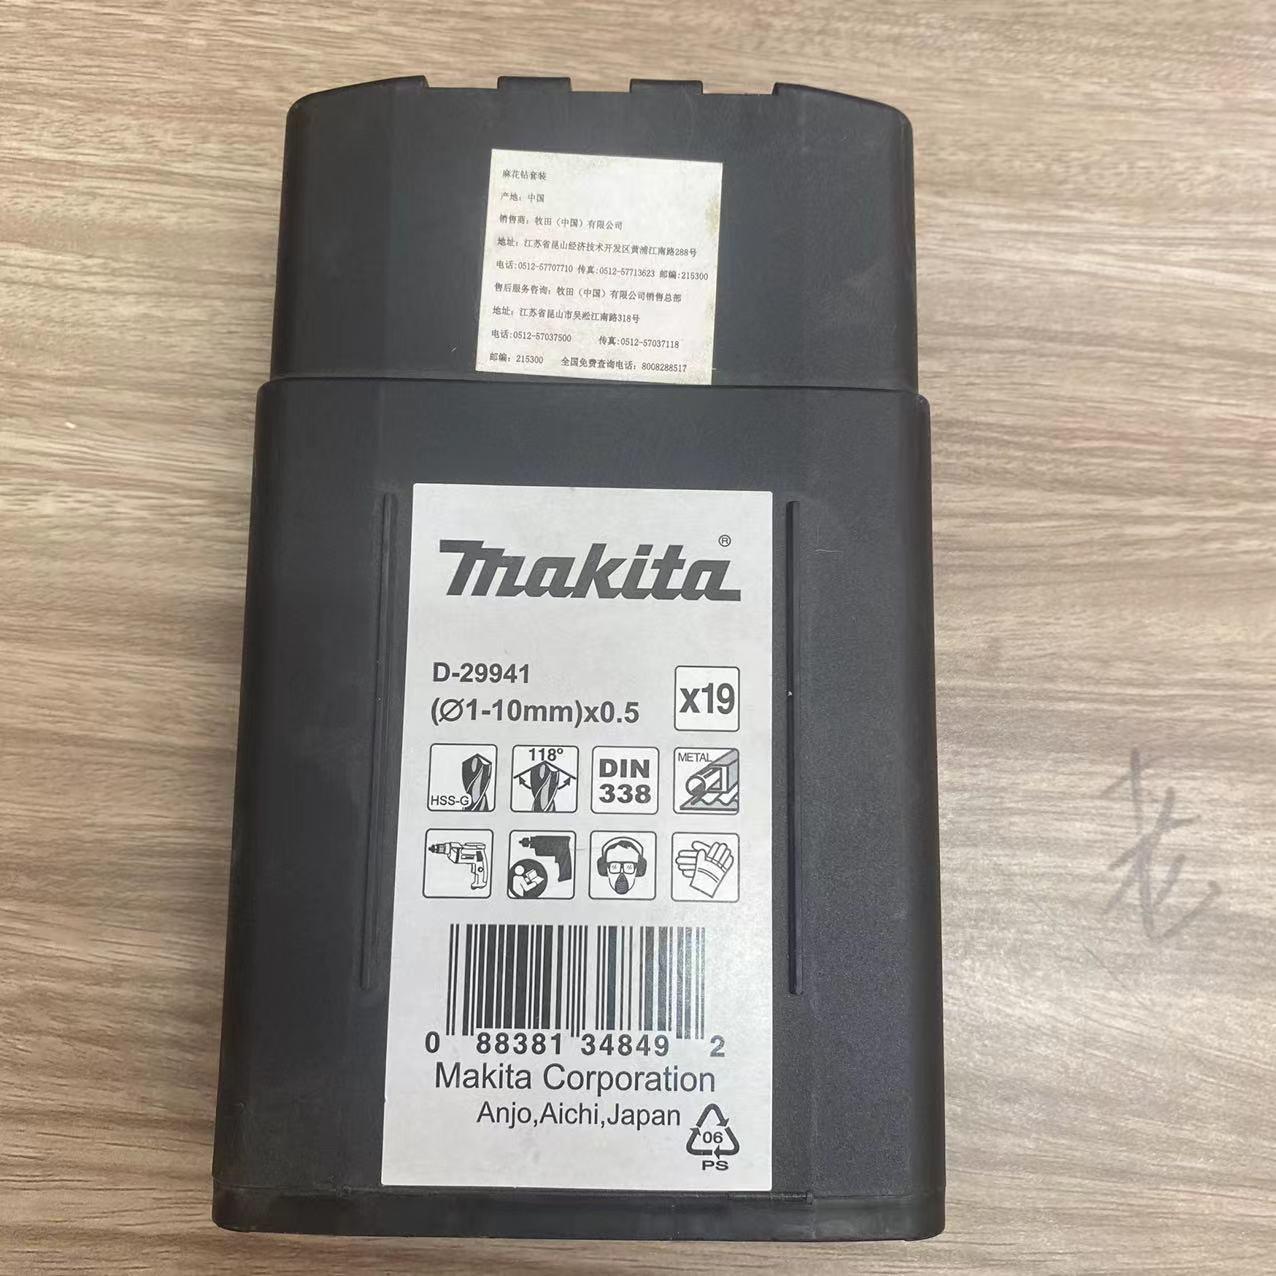 麻花钻套装
产地：中国
销售商：牧田（中国）有限公司
地址：江苏省昆山经济技术开发区黄浦江南路288号
电话:0512-57707710 传真:0512-57713623 邮编:215300
售后服务咨询：牧田（中国）有限公司销售总部
地址：江苏省昆山市吴淞江南路318号
电话:0512-57037500 传真:0512-57037118
邮编：215300 全国免费查询电话：8008288517
makita®
D-29941
(Ø1-10mm)x0.5
x19
HSS-G
118°
DIN
338
METAL
0 88381 34849 2
Makita Corporation
Anjo,Aichi,Japan
06
PS